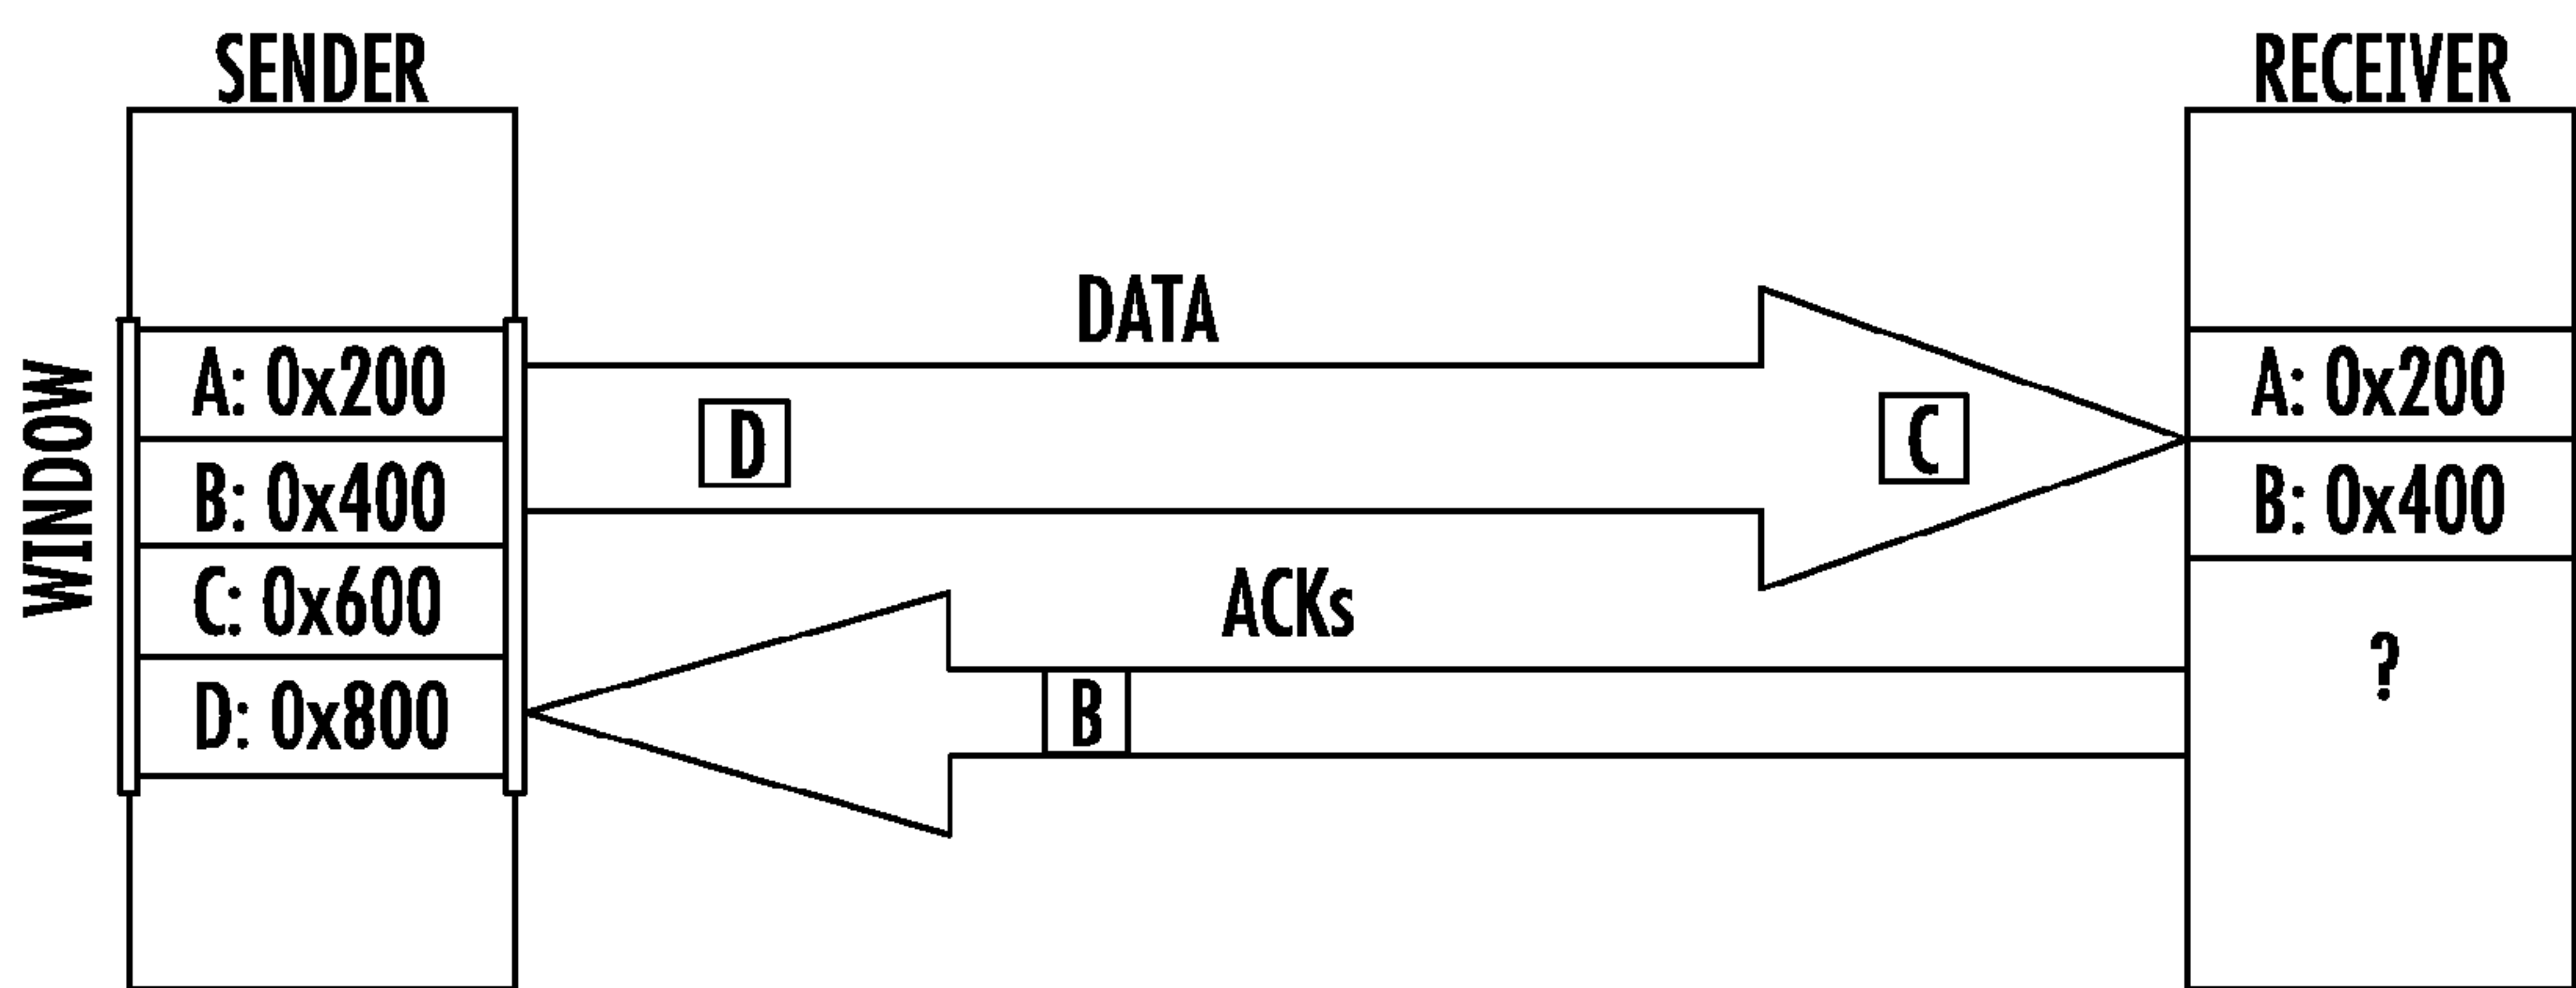 SENDER
RECEIVER
WINDOW
A: 0x200
B: 0x400
C: 0x600
D: 0x800
DATA
D
C
ACKs
B
A: 0x200
B: 0x400
?